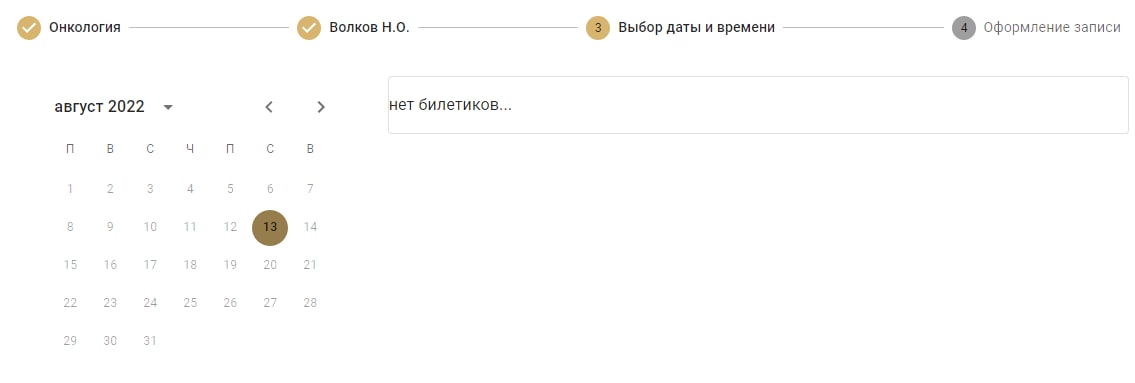 Онкология Волков Н.О. 3 Выбор даты и времени 4 Оформление записи
август 2022
нет билетиков...
П В С Ч П С В
1 2 3 4 5 6 7
8 9 10 11 12 13 14
15 16 17 18 19 20 21
22 23 24 25 26 27 28
29 30 31